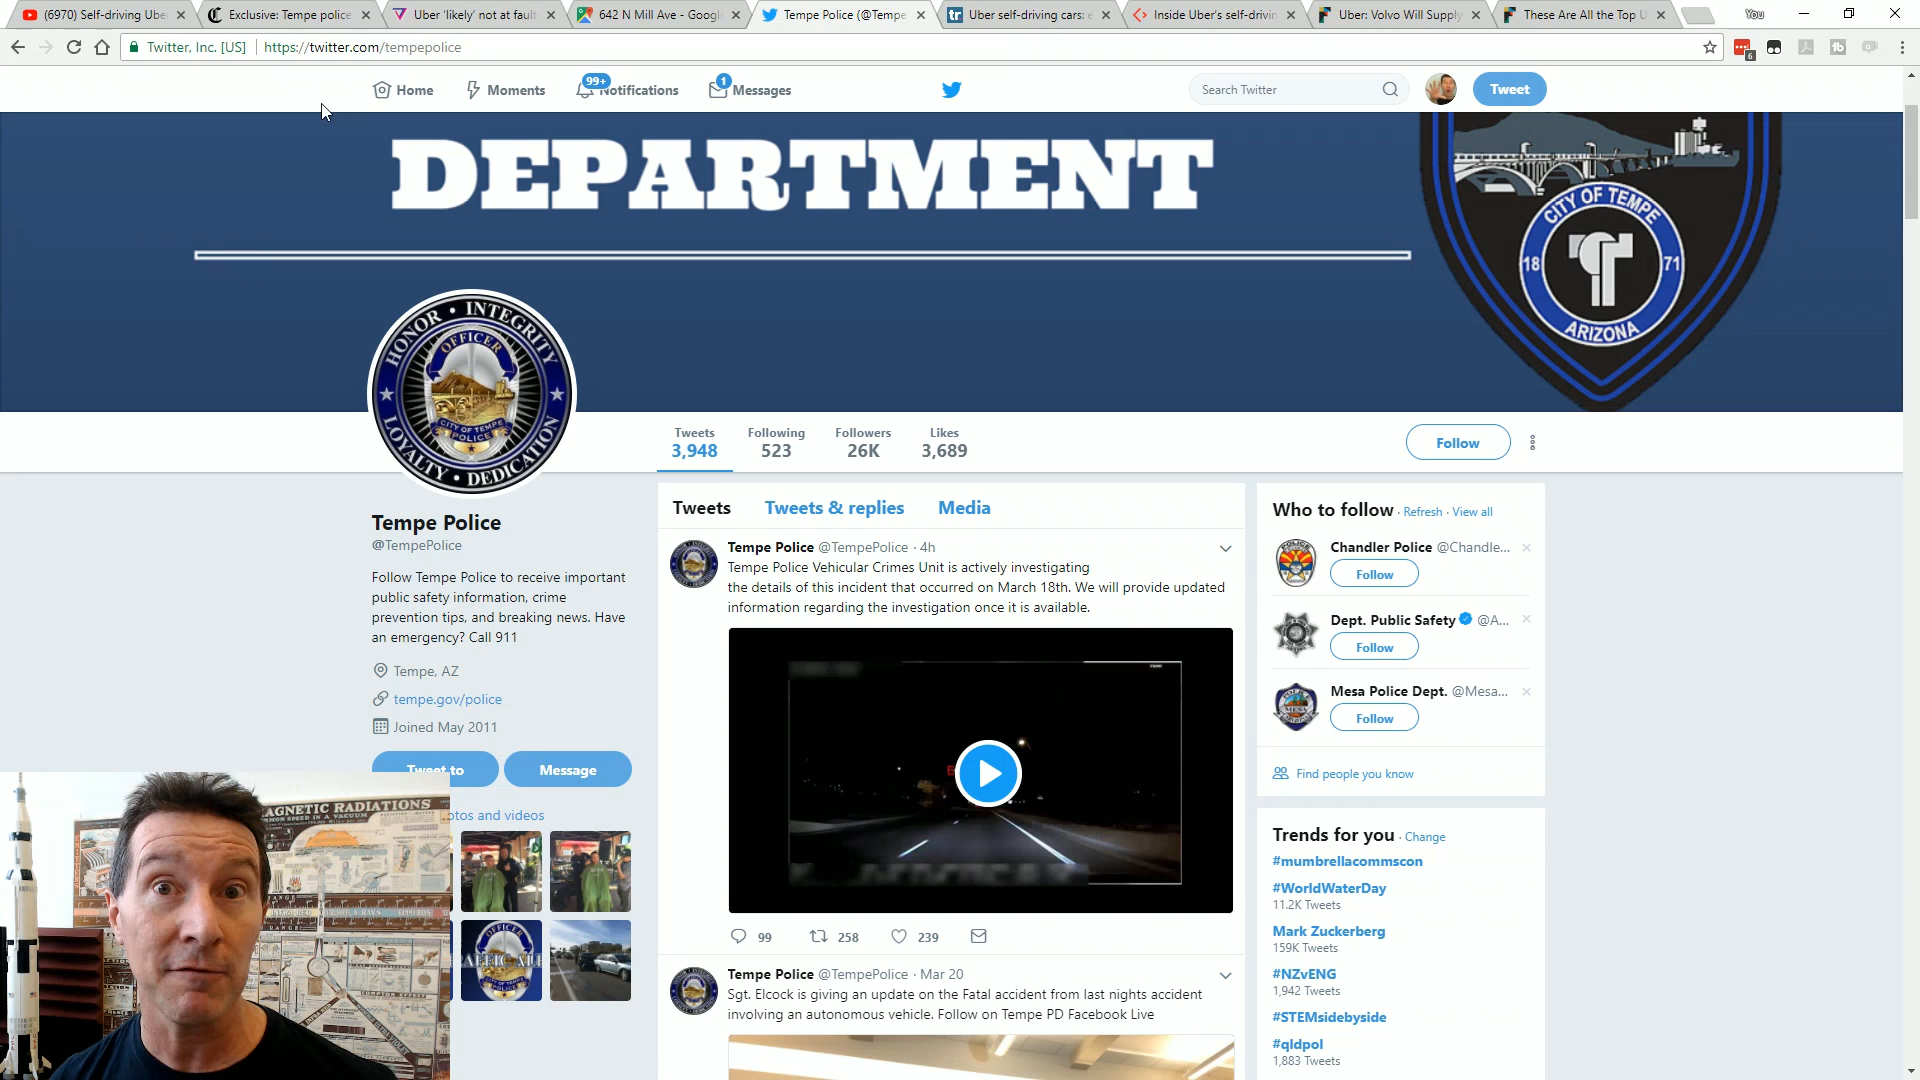 (6970) Self-driving Ube
Exclusive: Tempe police
Uber 'likely' not at fault
642 N Mill Ave - Google
Tempe Police (@Tempe
Uber self-driving cars: e
Inside Uber's self-drivin
Uber: Volvo Will Supply
These Are All the Top U
You
Twitter, Inc. [US]
https://twitter.com/tempepolice
6
Home
Moments
99+
Notifications
1
Messages
Search Twitter
Tweet
DEPARTMENT
CITY OF TEMPE
18 71
ARIZONA
HONOR • INTEGRITY
OFFICER
CITY OF TEMPE
POLICE
LOYALTY • DEDICATION
Tweets
3,948
Following
523
Followers
26K
Likes
3,689
Follow
Tempe Police
@TempePolice
Follow Tempe Police to receive important
public safety information, crime
prevention tips, and breaking news. Have
an emergency? Call 911
Tempe, AZ
tempe.gov/police
Joined May 2011
Tweet to
Message
otos and videos
Tweets
Tweets & replies
Media
Tempe Police @TempePolice · 4h
Tempe Police Vehicular Crimes Unit is actively investigating
the details of this incident that occurred on March 18th. We will provide updated
information regarding the investigation once it is available.
99
258
239
Tempe Police @TempePolice · Mar 20
Sgt. Elcock is giving an update on the Fatal accident from last nights accident
involving an autonomous vehicle. Follow on Tempe PD Facebook Live
Who to follow · Refresh · View all
Chandler Police @Chandle...
Follow
Dept. Public Safety @A...
Follow
Mesa Police Dept. @Mesa...
Follow
Find people you know
Trends for you · Change
#mumbrellacommscon
#WorldWaterDay
11.2K Tweets
Mark Zuckerberg
159K Tweets
#NZvENG
1,942 Tweets
#STEMsidebyside
#qldpol
1,883 Tweets
AGNETIC RADIATIONS